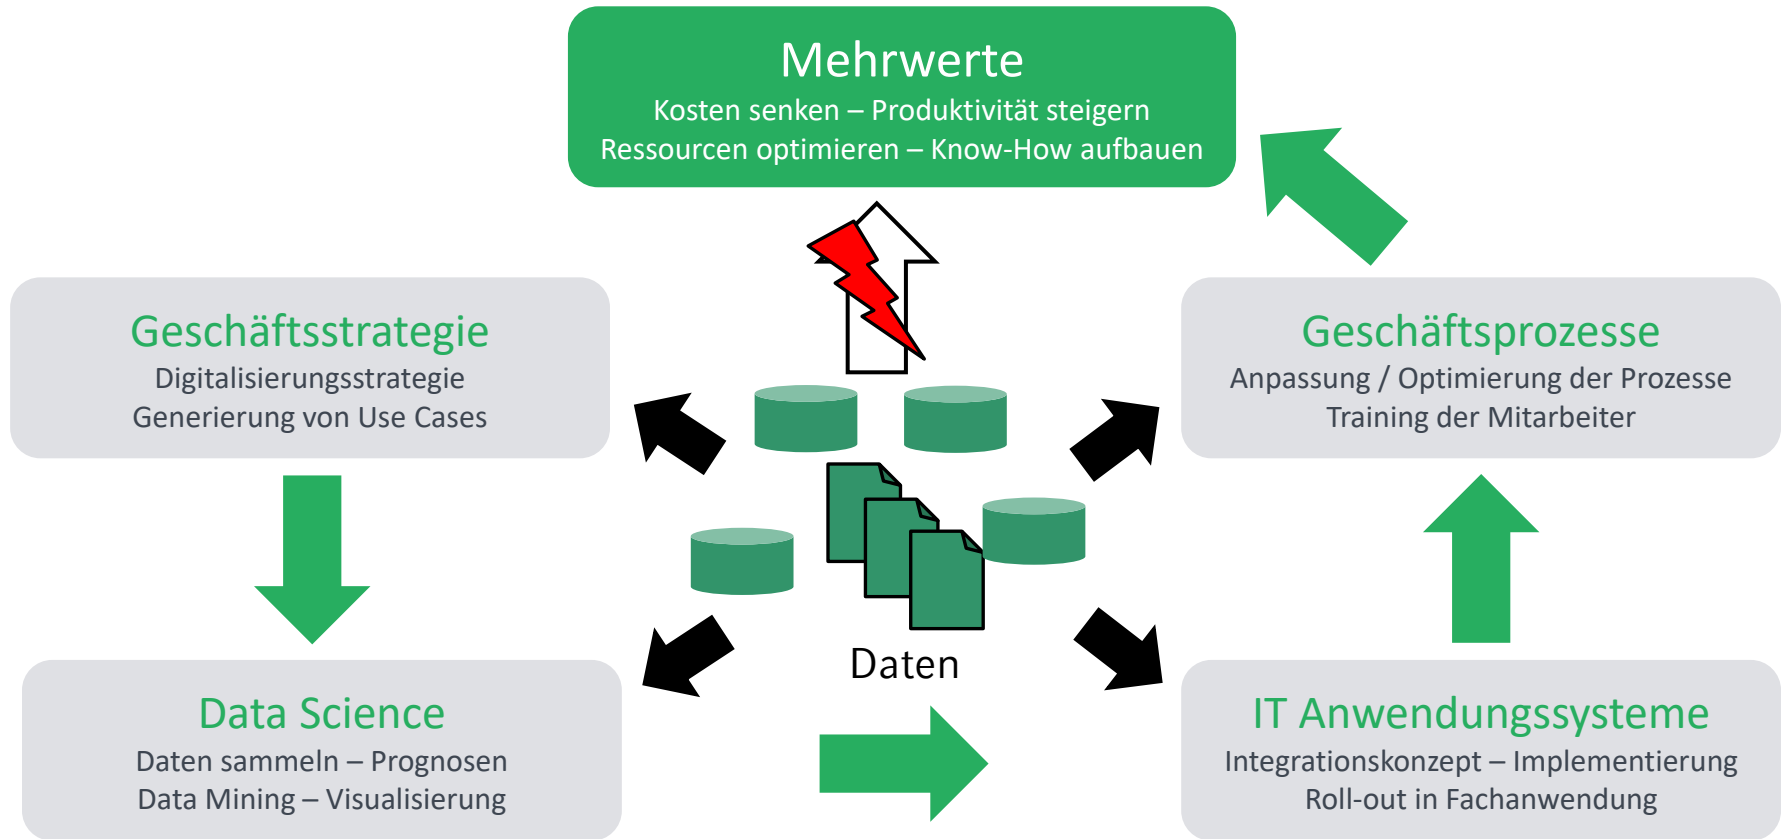 Mehrwerte
Kosten senken – Produktivität steigern
Ressourcen optimieren – Know-How aufbauen
Geschäftsstrategie
Digitalisierungsstrategie
Generierung von Use Cases
Geschäftsprozesse
Anpassung / Optimierung der Prozesse
Training der Mitarbeiter
Daten
Data Science
Daten sammeln – Prognosen
Data Mining – Visualisierung
IT Anwendungssysteme
Integrationskonzept – Implementierung
Roll-out in Fachanwendung